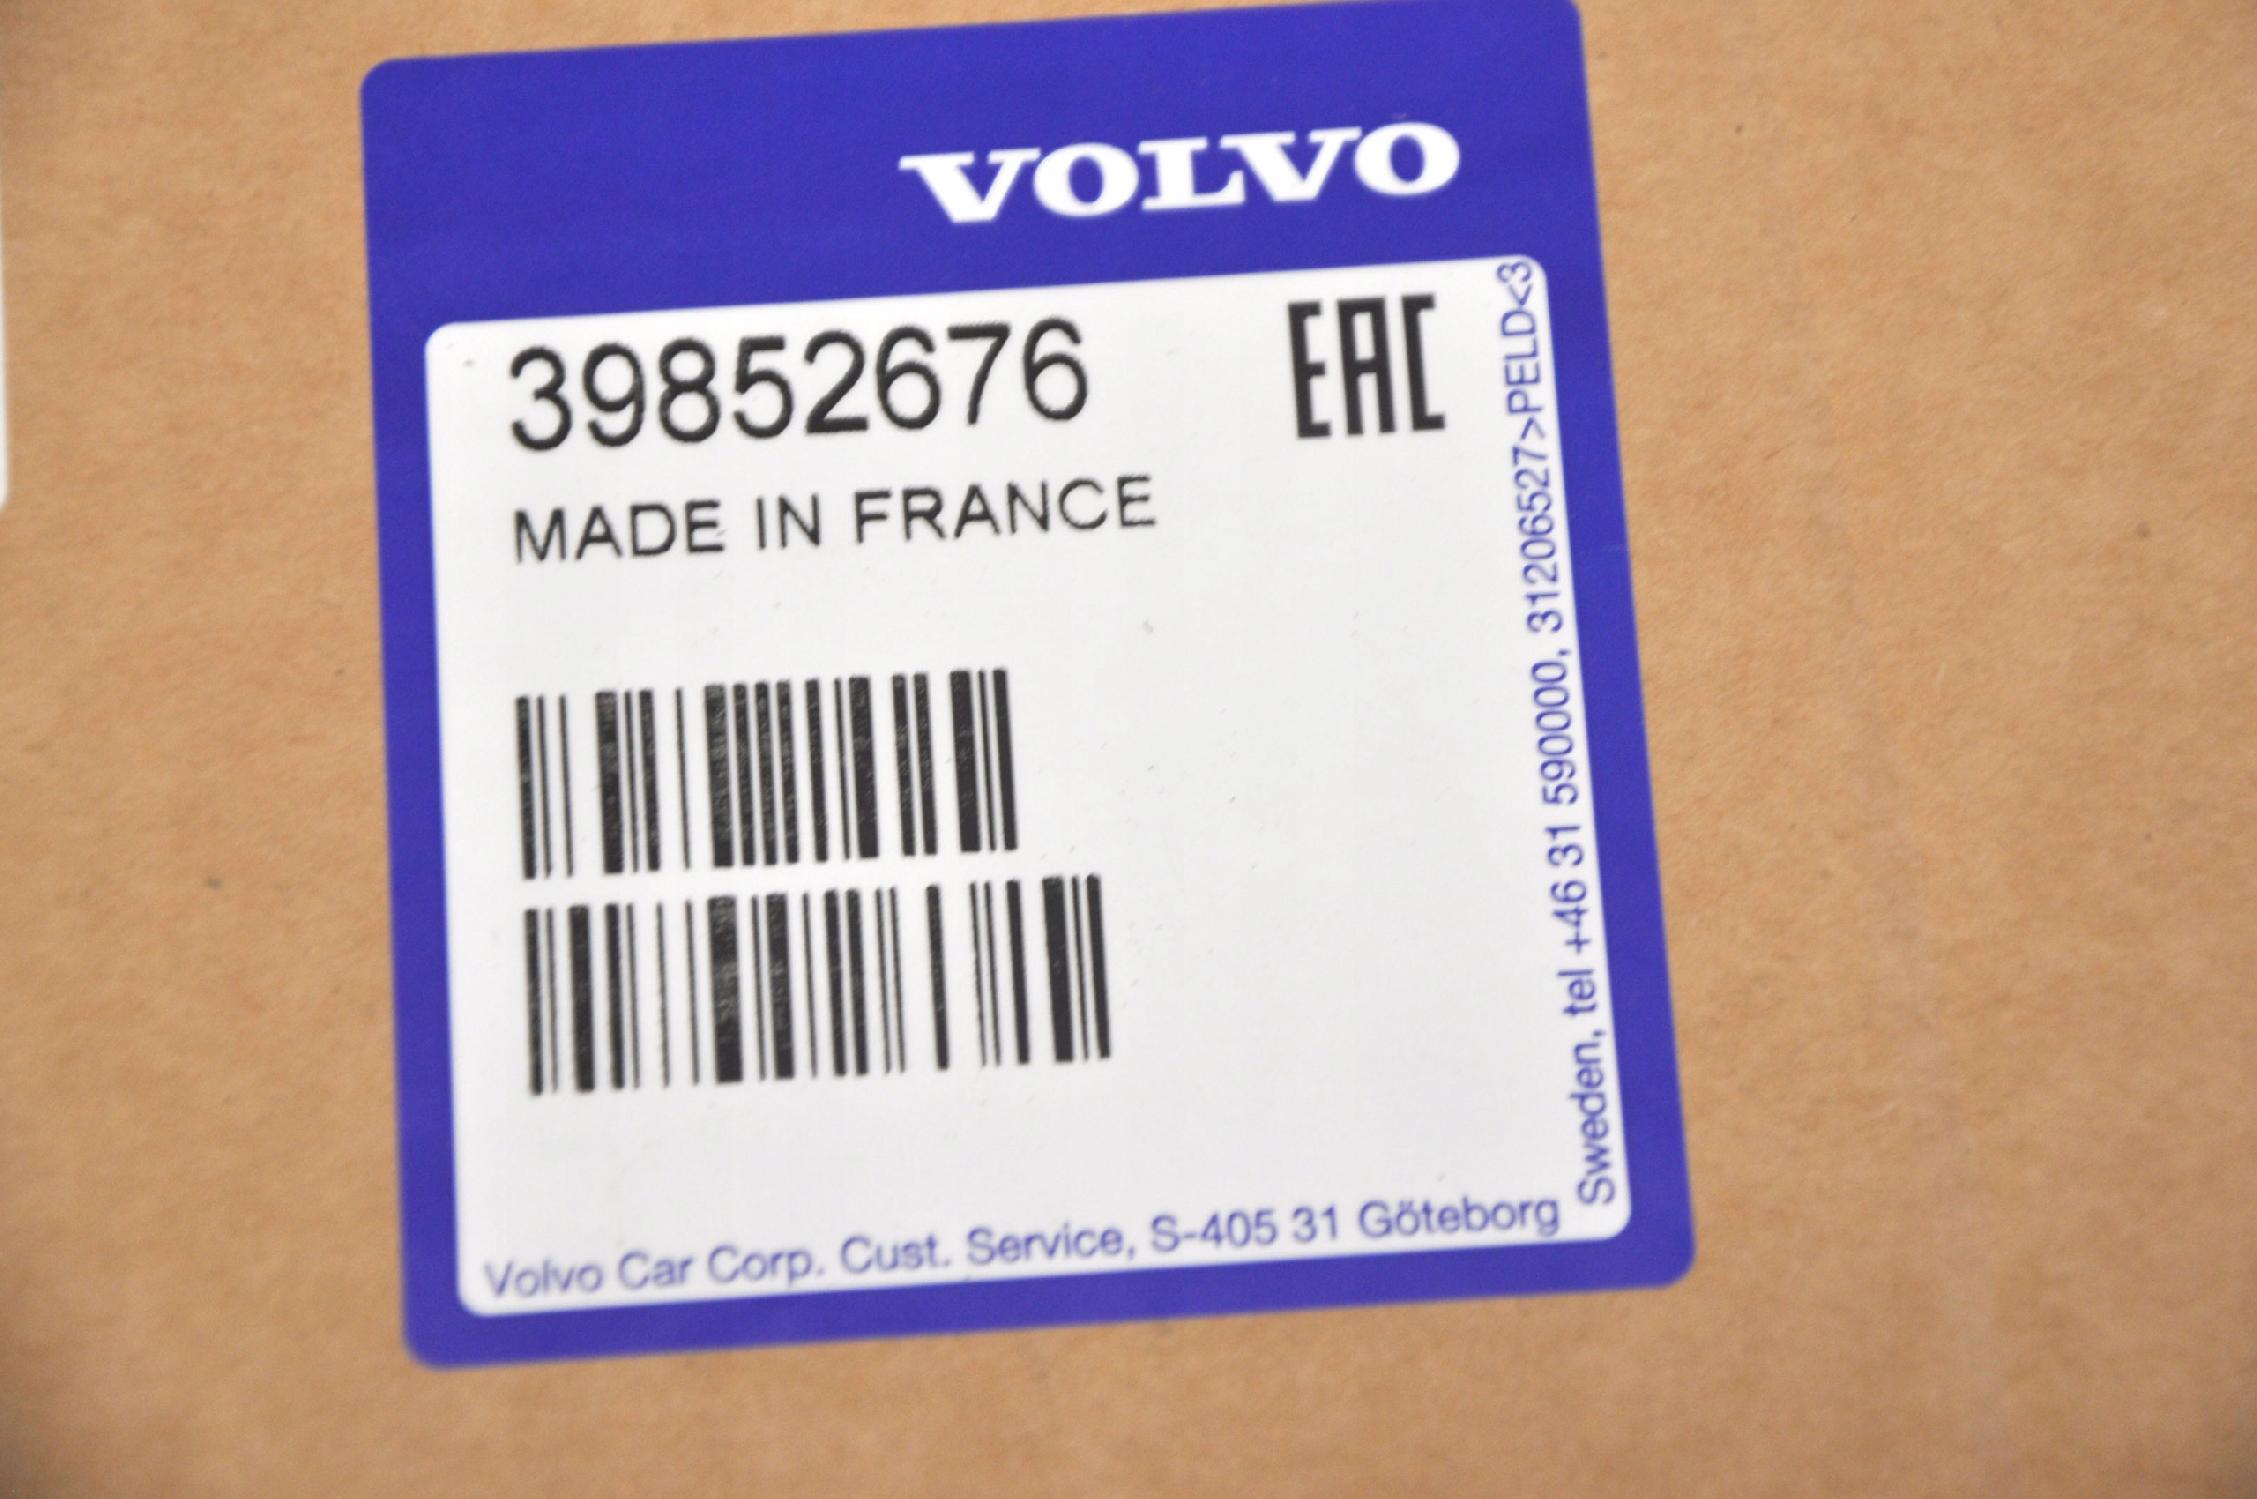 VOLVO
39852676
EAC
MADE IN FRANCE
Volvo Car Corp. Cust. Service, S-405 31 Göteborg
Sweden, tel +46 31 590000, 31206527>PELD<3